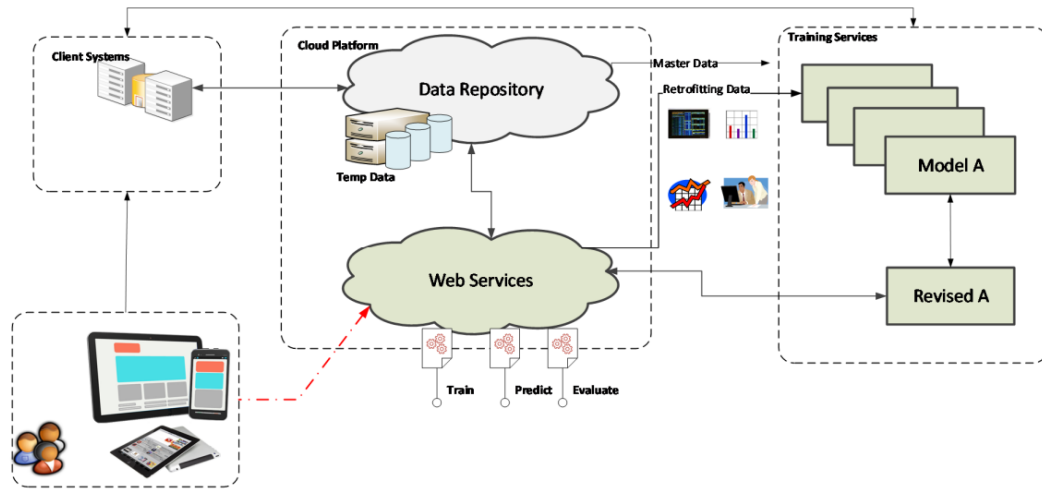 Client Systems
Cloud Platform
Data Repository
Temp Data
Master Data
Retrofitting Data
Training Services
Model A
Web Services
Revised A
Train
Predict
Evaluate